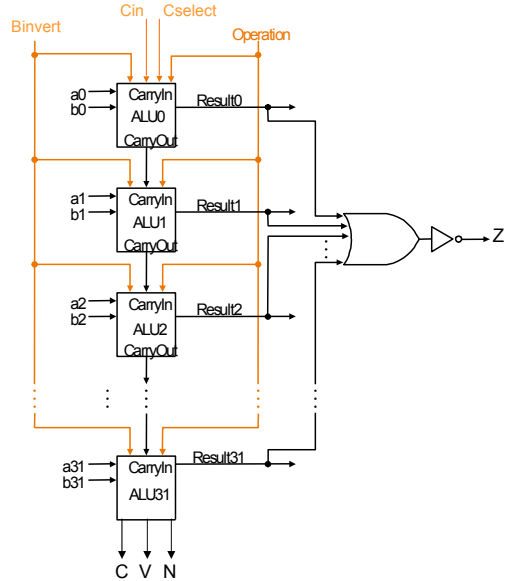 Cin Cselect
Binvert Operation
a0 CarryIn Result0
b0 ALU0
CarryOut
a1 CarryIn Result1
b1 ALU1
CarryOut
Z
a2 CarryIn Result2
b2 ALU2
CarryOut
a31 CarryIn Result31
b31 ALU31
C V N